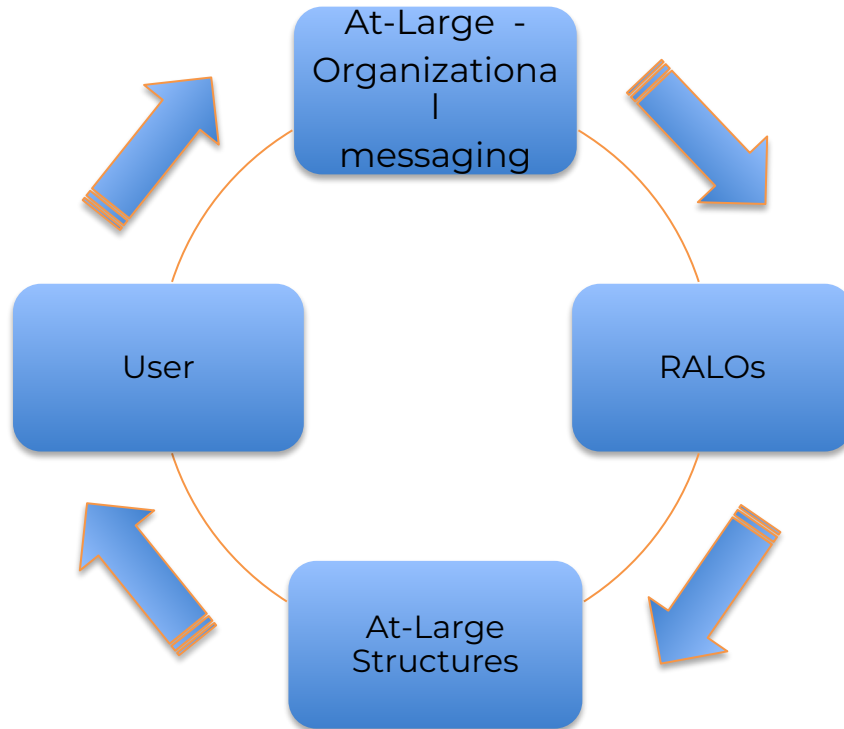 At-Large -
Organizationa
l
messaging
User
RALOs
At-Large
Structures